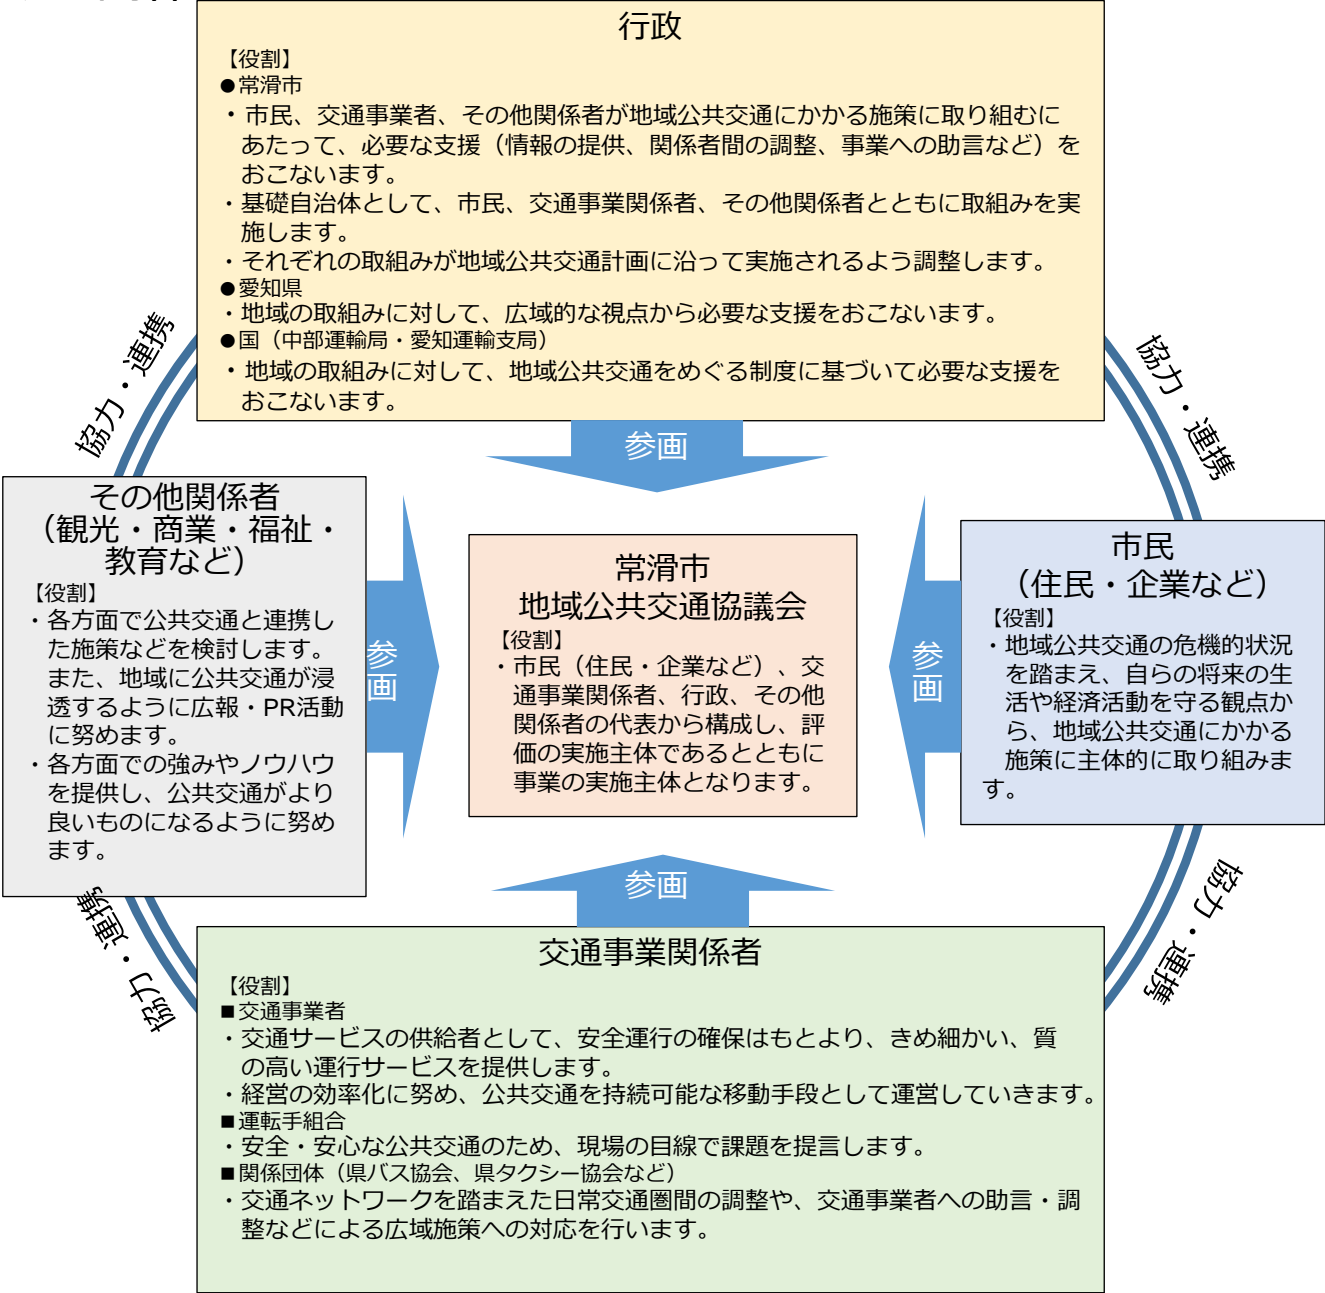 行政
【役割】
●常滑市
・市民、交通事業者、その他関係者が地域公共交通にかかる施策に取り組むに
あたって、必要な支援（情報の提供、関係者間の調整、事業への助言など）を
おこないます。
・基礎自治体として、市民、交通事業関係者、その他関係者とともに取組みを実
施します。
・それぞれの取組みが地域公共交通計画に沿って実施されるよう調整します。
●愛知県
・地域の取組みに対して、広域的な視点から必要な支援をおこないます。
●国（中部運輸局・愛知運輸支局）
・地域の取組みに対して、地域公共交通をめぐる制度に基づいて必要な支援を
おこないます。
協力・連携
協力・連携
参画
その他関係者
（観光・商業・福祉・
教育など）
【役割】
・各方面で公共交通と連携し
た施策などを検討します。
また、地域に公共交通が浸
透するように広報・PR活動
に努めます。
・各方面での強みやノウハウ
を提供し、公共交通がより
良いものになるように努め
ます。
参画
常滑市
地域公共交通協議会
【役割】
・市民（住民・企業など）、交
通事業関係者、行政、その他
関係者の代表から構成し、評
価の実施主体であるとともに
事業の実施主体となります。
参画
市民
（住民・企業など）
【役割】
・地域公共交通の危機的状況
を踏まえ、自らの将来の生
活や経済活動を守る観点か
ら、地域公共交通にかかる
施策に主体的に取り組みま
す。
参画
協力・連携
協力・連携
交通事業関係者
【役割】
■交通事業者
・交通サービスの供給者として、安全運行の確保はもとより、きめ細かい、質
の高い運行サービスを提供します。
・経営の効率化に努め、公共交通を持続可能な移動手段として運営していきます。
■運転手組合
・安全・安心な公共交通のため、現場の目線で課題を提言します。
■関係団体（県バス協会、県タクシー協会など）
・交通ネットワークを踏まえた日常交通圏間の調整や、交通事業者への助言・調
整などによる広域施策への対応を行います。